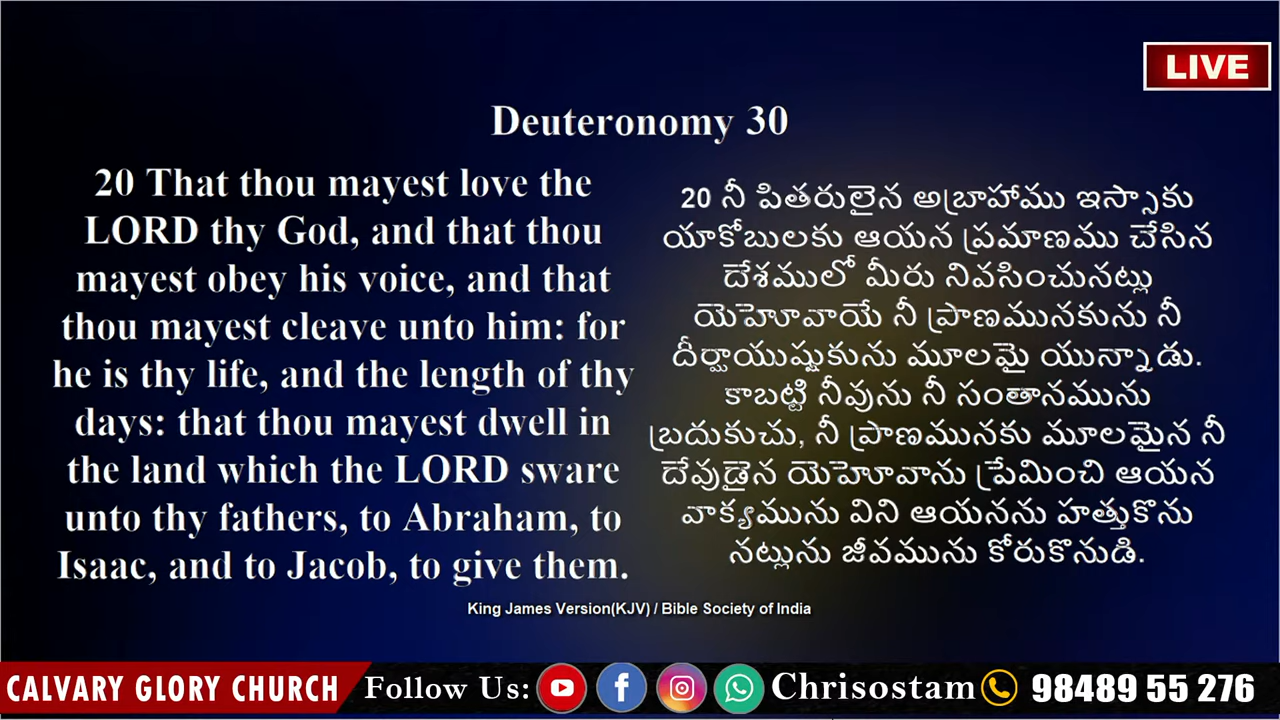 LIVE
Deuteronomy 30
20 That thou mayest love the
LORD thy God, and that thou
mayest obey his voice, and that
thou mayest cleave unto him: for
he is thy life, and the length of thy
days: that thou mayest dwell in
the land which the LORD sware
unto thy fathers, to Abraham, to
Isaac, and to Jacob, to give them.
20 నీ పితరులైన అబ్రాహాము ఇస్సాకు
యాకోబులకు ఆయన ప్రమాణము చేసిన
దేశములో మీరు నివసించునట్లు
యెహోవాయే నీ ప్రాణమునకును నీ
దీర్ఘాయుష్షుకును మూలమై యున్నాడు.
కాబట్టి నీవును నీ సంతానమును
బ్రదుకుచు, నీ ప్రాణమునకు మూలమైన నీ
దేవుడైన యెహోవాను ప్రేమించి ఆయన
వాక్యమును విని ఆయనను హత్తుకొను
నట్లును జీవమును కోరుకొనుడి.
King James Version(KJV) / Bible Society of India
CALVARY GLORY CHURCH Follow Us: Chrisostam 98489 55 276